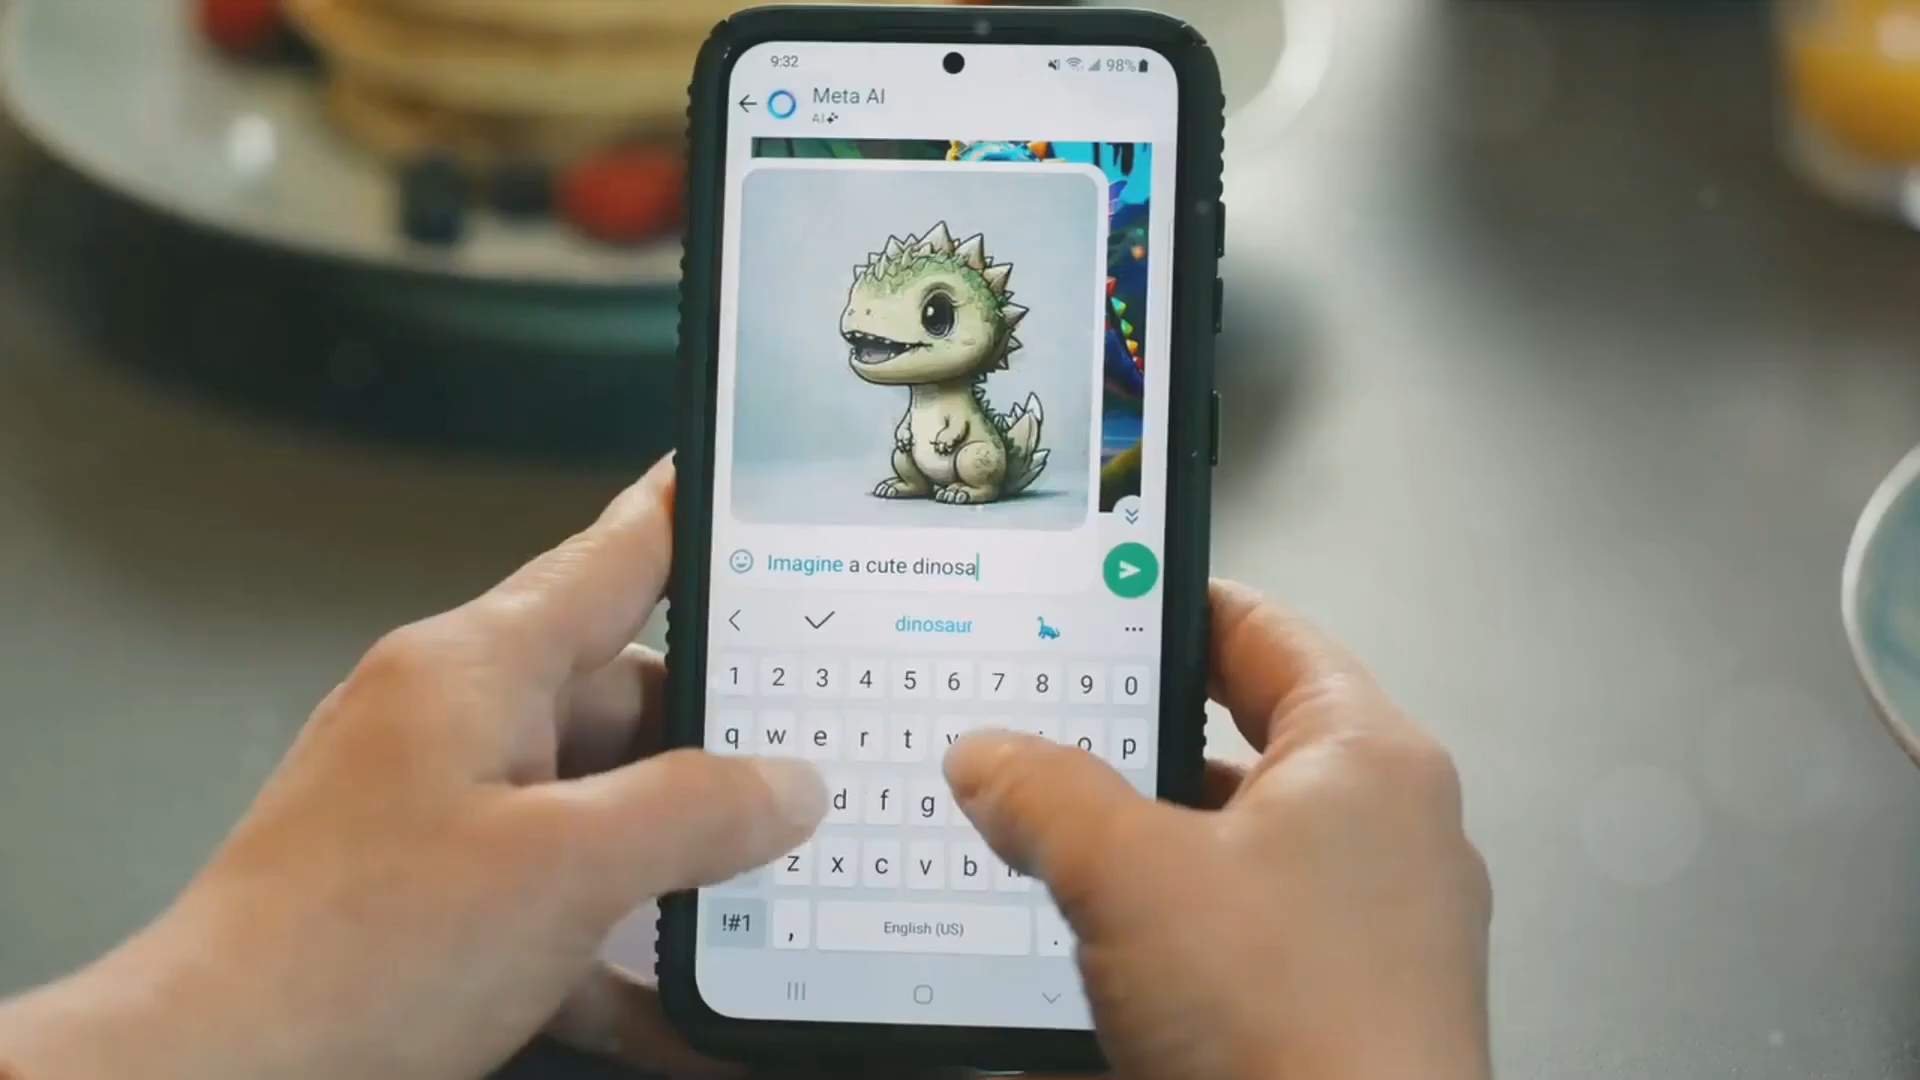 9:32
98%
Meta AI
AI
Imagine a cute dinosa
dinosaur
1 2 3 4 5 6 7 8 9 0
q w e r t o p
d f g
z x c v b
!#1 , English (US) .